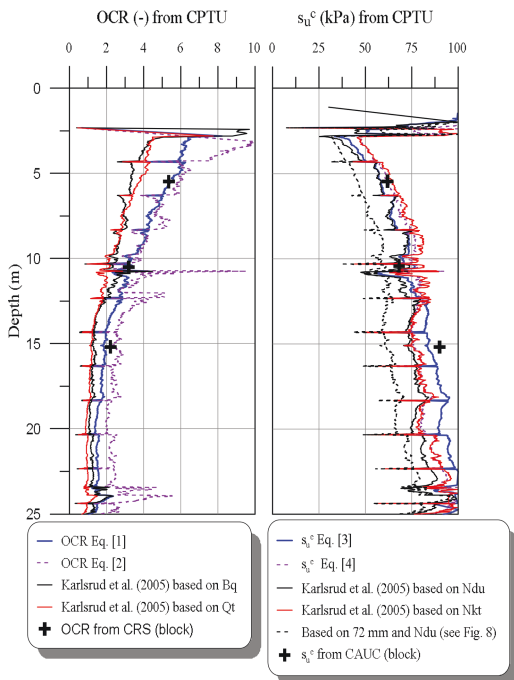 OCR (-) from CPTU
s_u^c (kPa) from CPTU
0 2 4 6 8 10
0 25 50 75 100
0
5
10
15
20
25
Depth (m)
OCR Eq. [1]
OCR Eq. [2]
Karlsrud et al. (2005) based on Bq
Karlsrud et al. (2005) based on Qt
OCR from CRS (block)
s_u^c Eq. [3]
s_u^c Eq. [4]
Karlsrud et al. (2005) based on Ndu
Karlsrud et al. (2005) based on Nkt
Based on 72 mm and Ndu (see Fig. 8)
s_u^c from CAUC (block)